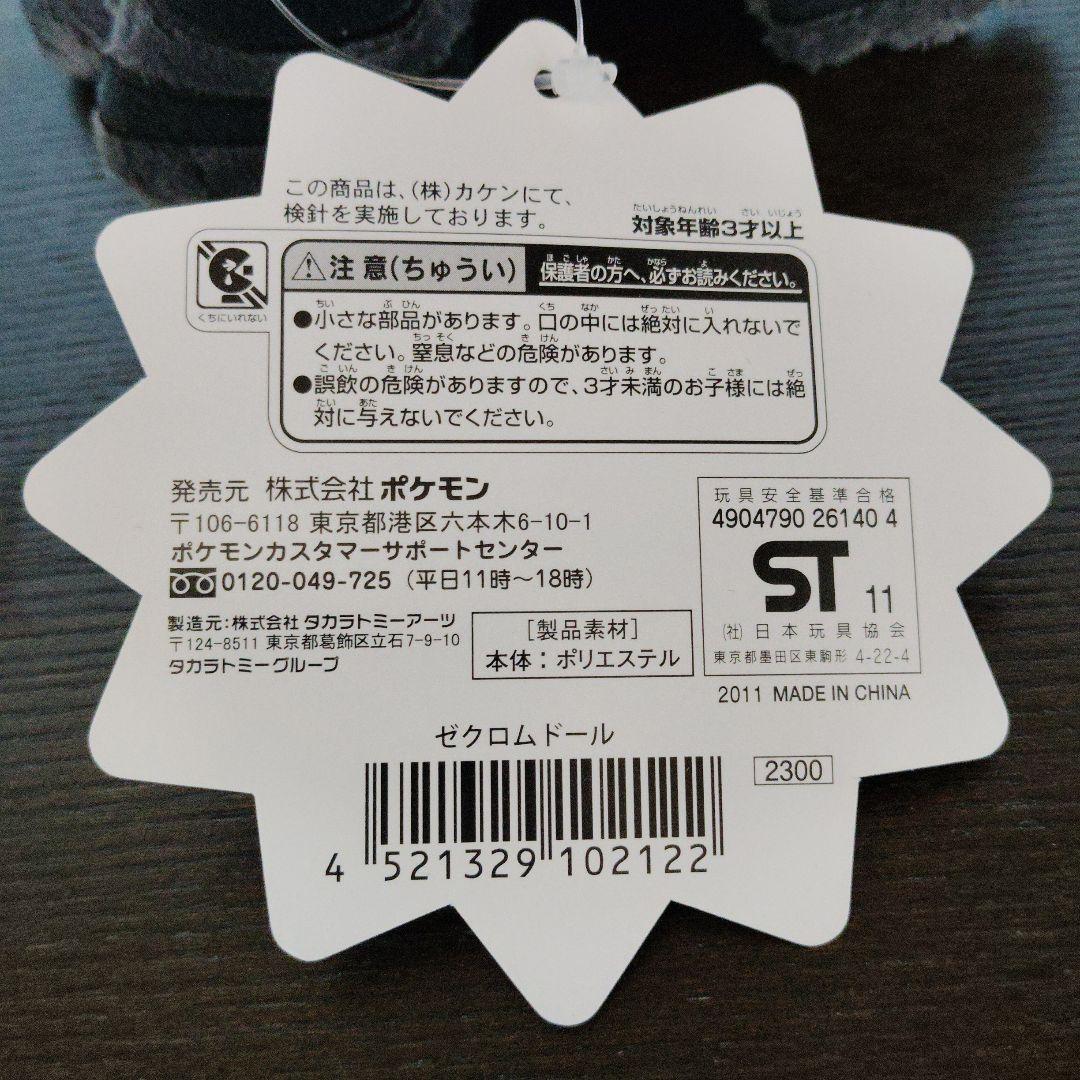 この商品は、(株)カケンにて、
検針を実施しております。
たいしょうねんれい さい いじょう
対象年齢3才以上
くちにいれない
⚠注意(ちゅうい)
ほごしゃ かた かなら よ
保護者の方へ、必ずお読みください。
ちい ぶひん くち なか ぜったい い
●小さな部品があります。口の中には絶対に入れないで
ちっそく きけん
ください。窒息などの危険があります。
ごいん きけん さいみまん こさま ぜっ
●誤飲の危険がありますので、3才未満のお子様には絶
たい あた
対に与えないでください。
発売元 株式会社 ポケモン
〒106-6118 東京都港区六本木6-10-1
ポケモンカスタマーサポートセンター
0120-049-725(平日11時〜18時)
製造元:株式会社 タカラトミーアーツ
〒124-8511 東京都葛飾区立石7-9-10
タカラトミーグループ
[製品素材]
本体:ポリエステル
玩具安全基準合格
4904790 26140 4
ST 11
(社) 日本玩具協会
東京都墨田区東駒形 4-22-4
2011 MADE IN CHINA
ゼクロムドール
2300
4 521329 102122